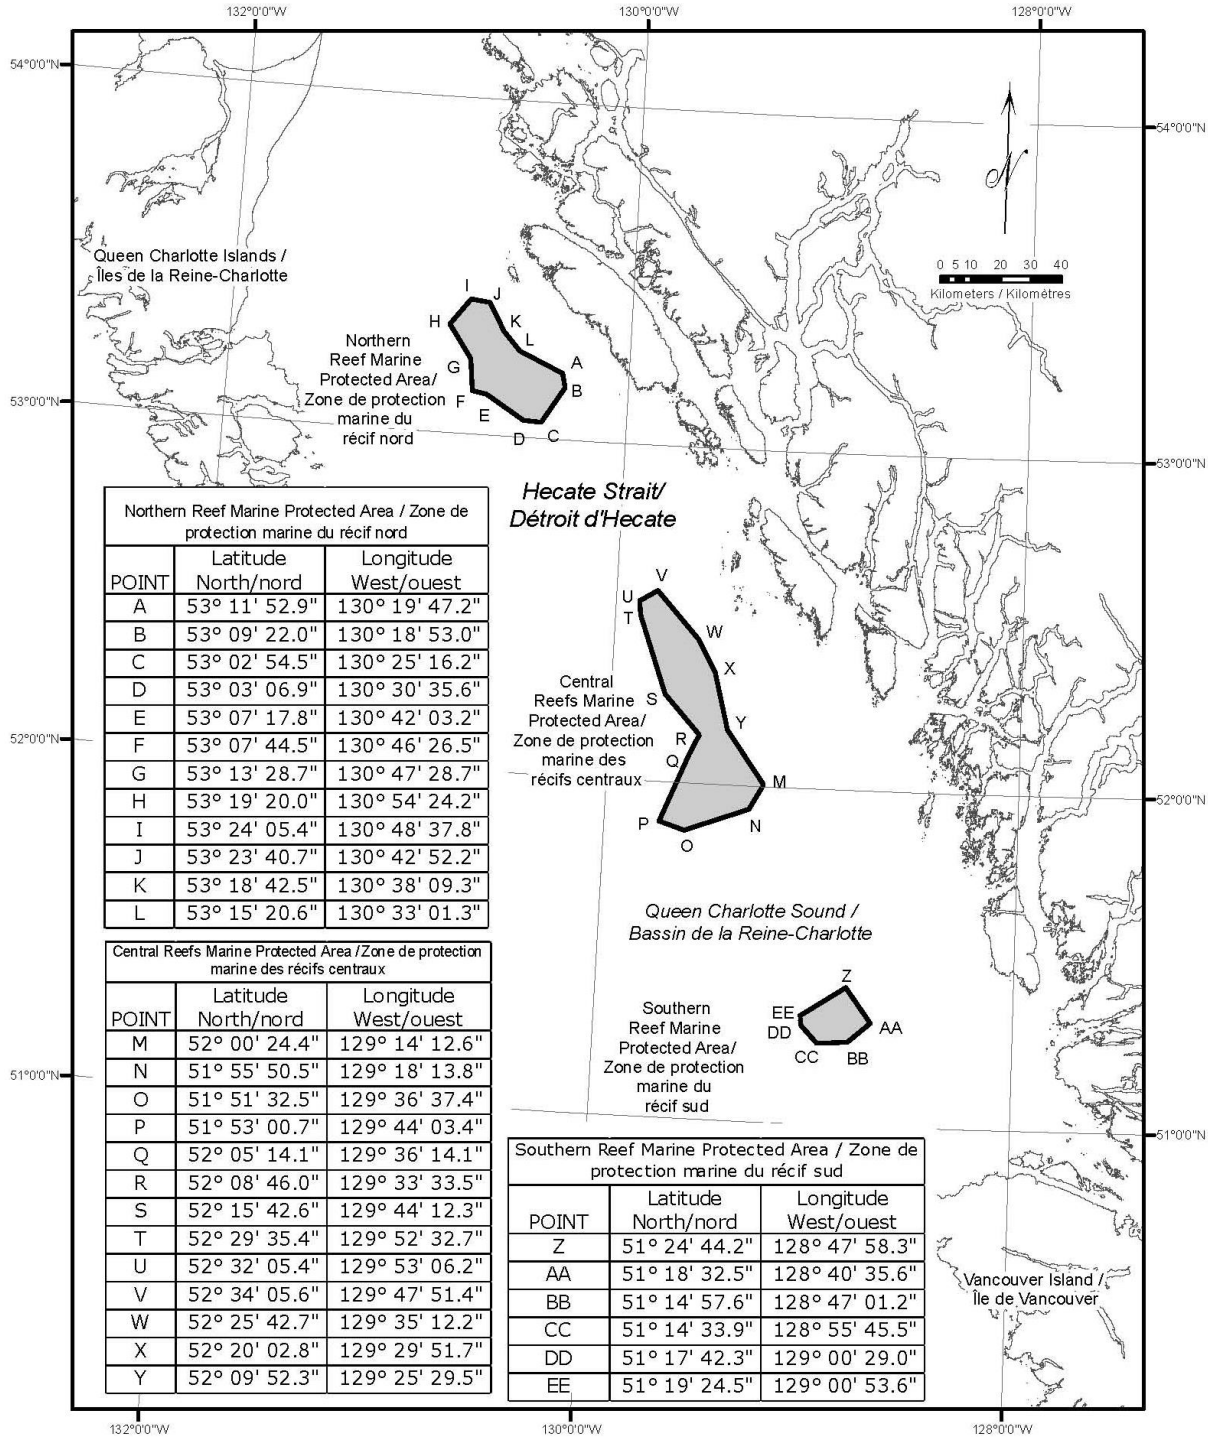 132°0'0"W
130°0'0"W
128°0'0"W
54°0'0"N
54°0'0"N
Queen Charlotte Islands /
Îles de la Reine-Charlotte
0 5 10 20 30 40
Kilometers / Kilométres
I
J
H
K
L
Northern
Reef Marine
Protected Area/
Zone de protection
marine du
récif nord
G
A
B
F
E
D
C
53°0'0"N
53°0'0"N
Hecate Strait/
Détroit d'Hecate
Northern Reef Marine Protected Area / Zone de
protection marine du récif nord
POINT Latitude North/nord Longitude West/ouest
A 53° 11' 52.9" 130° 19' 47.2"
B 53° 09' 22.0" 130° 18' 53.0"
C 53° 02' 54.5" 130° 25' 16.2"
D 53° 03' 06.9" 130° 30' 35.6"
E 53° 07' 17.8" 130° 42' 03.2"
F 53° 07' 44.5" 130° 46' 26.5"
G 53° 13' 28.7" 130° 47' 28.7"
H 53° 19' 20.0" 130° 54' 24.2"
I 53° 24' 05.4" 130° 48' 37.8"
J 53° 23' 40.7" 130° 42' 52.2"
K 53° 18' 42.5" 130° 38' 09.3"
L 53° 15' 20.6" 130° 33' 01.3"
V
U
T
W
X
S
Y
R
Q
M
P
N
O
Central
Reefs Marine
Protected Area/
Zone de protection
marine des
récifs centraux
52°0'0"N
52°0'0"N
Queen Charlotte Sound /
Bassin de la Reine-Charlotte
Central Reefs Marine Protected Area /Zone de protection
marine des récifs centraux
POINT Latitude North/nord Longitude West/ouest
M 52° 00' 24.4" 129° 14' 12.6"
N 51° 55' 50.5" 129° 18' 13.8"
O 51° 51' 32.5" 129° 36' 37.4"
P 51° 53' 00.7" 129° 44' 03.4"
Q 52° 05' 14.1" 129° 36' 14.1"
R 52° 08' 46.0" 129° 33' 33.5"
S 52° 15' 42.6" 129° 44' 12.3"
T 52° 29' 35.4" 129° 52' 32.7"
U 52° 32' 05.4" 129° 53' 06.2"
V 52° 34' 05.6" 129° 47' 51.4"
W 52° 25' 42.7" 129° 35' 12.2"
X 52° 20' 02.8" 129° 29' 51.7"
Y 52° 09' 52.3" 129° 25' 29.5"
Z
EE
DD
AA
CC
BB
Southern
Reef Marine
Protected Area/
Zone de protection
marine du
récif sud
51°0'0"N
51°0'0"N
Southern Reef Marine Protected Area / Zone de
protection marine du récif sud
POINT Latitude North/nord Longitude West/ouest
Z 51° 24' 44.2" 128° 47' 58.3"
AA 51° 18' 32.5" 128° 40' 35.6"
BB 51° 14' 57.6" 128° 47' 01.2"
CC 51° 14' 33.9" 128° 55' 45.5"
DD 51° 17' 42.3" 129° 00' 29.0"
EE 51° 19' 24.5" 129° 00' 53.6"
Vancouver Island /
Île de Vancouver
132°0'0"W
130°0'0"W
128°0'0"W
N